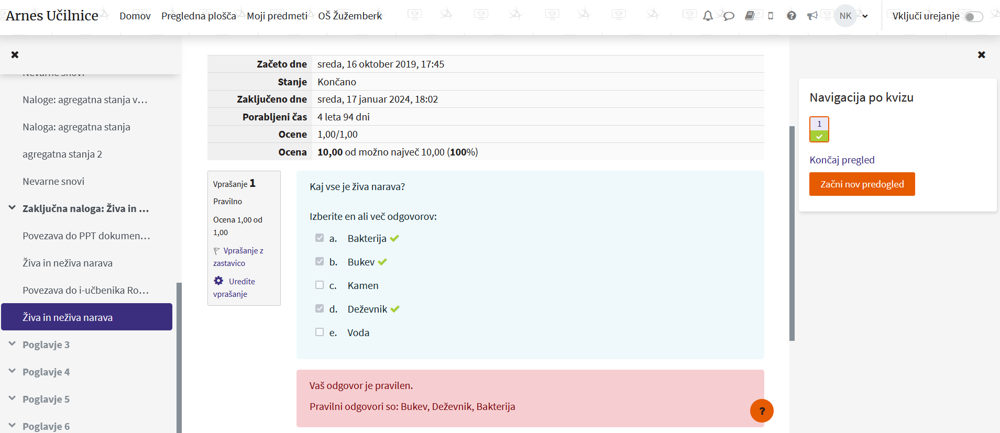 Arnes Učilnice
Domov
Pregledna plošča
Moji predmeti
OŠ Žužemberk
NK
Vključi urejanje
Naloge: agregatna stanja v...
Naloga: agregatna stanja
agregatna stanja 2
Nevarne snovi
Zaključna naloga: Živa in ...
Povezava do PPT dokumen...
Živa in neživa narava
Povezava do i-učbenika Ro...
Živa in neživa narava
Poglavje 3
Poglavje 4
Poglavje 5
Poglavje 6
Začeto dne sreda, 16 oktober 2019, 17:45
Stanje Končano
Zaključeno dne sreda, 17 januar 2024, 18:02
Porabljeni čas 4 leta 94 dni
Ocene 1,00/1,00
Ocena 10,00 od možno največ 10,00 (100%)
Vprašanje 1
Pravilno
Ocena 1,00 od
1,00
Vprašanje z
zastavico
Uredite
vprašanje
Kaj vse je živa narava?
Izberite en ali več odgovorov:
a. Bakterija
b. Bukev
c. Kamen
d. Deževnik
e. Voda
Vaš odgovor je pravilen.
Pravilni odgovori so: Bukev, Deževnik, Bakterija
?
Navigacija po kvizu
1
Končaj pregled
Začni nov predogled